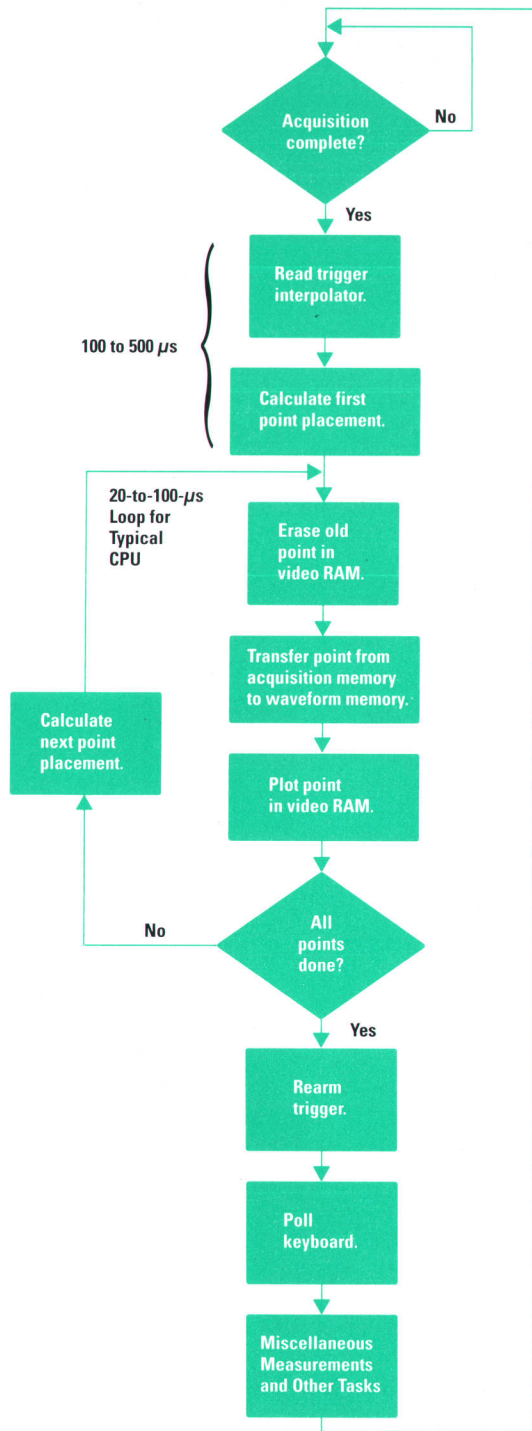 Acquisition
complete?
No
Yes
Read trigger
interpolator.
100 to 500 µs
Calculate first
point placement.
20-to-100-µs
Loop for
Typical
CPU
Erase old
point in
video RAM.
Transfer point from
acquisition memory
to waveform memory.
Calculate
next point
placement.
Plot point
in video RAM.
All
points
done?
No
Yes
Rearm
trigger.
Poll
keyboard.
Miscellaneous
Measurements
and Other Tasks